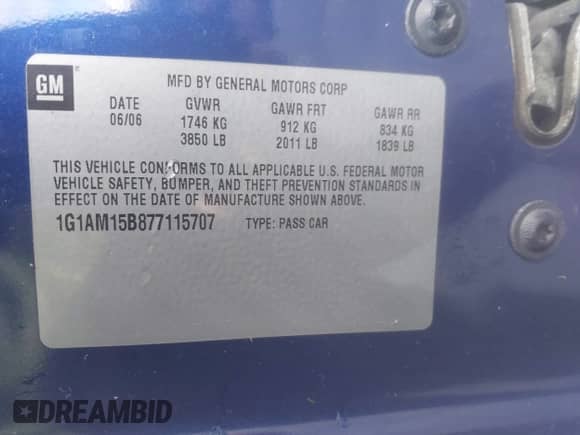 GM
MFD BY GENERAL MOTORS CORP
DATE GVWR GAWR FRT GAWR RR
06/06 1746 KG 912 KG 834 KG
3850 LB 2011 LB 1839 LB
THIS VEHICLE CONFORMS TO ALL APPLICABLE U.S. FEDERAL MOTOR
VEHICLE SAFETY, BUMPER, AND THEFT PREVENTION STANDARDS IN
EFFECT ON THE DATE OF MANUFACTURE SHOWN ABOVE.
1G1AM15B877115707 TYPE: PASS CAR
DREAMBID